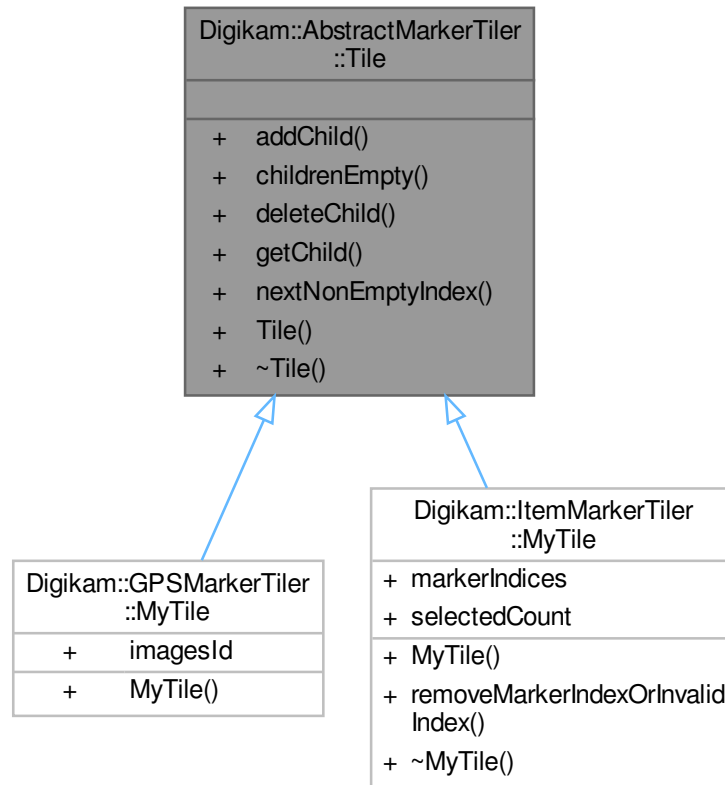 Digikam::AbstractMarkerTiler
::Tile
+ addChild()
+ childrenEmpty()
+ deleteChild()
+ getChild()
+ nextNonEmptyIndex()
+ Tile()
+ ~Tile()
Digikam::GPSMarkerTiler
::MyTile
+ imagesId
+ MyTile()
Digikam::ItemMarkerTiler
::MyTile
+ markerIndices
+ selectedCount
+ MyTile()
+ removeMarkerIndexOrInvalid
Index()
+ ~MyTile()